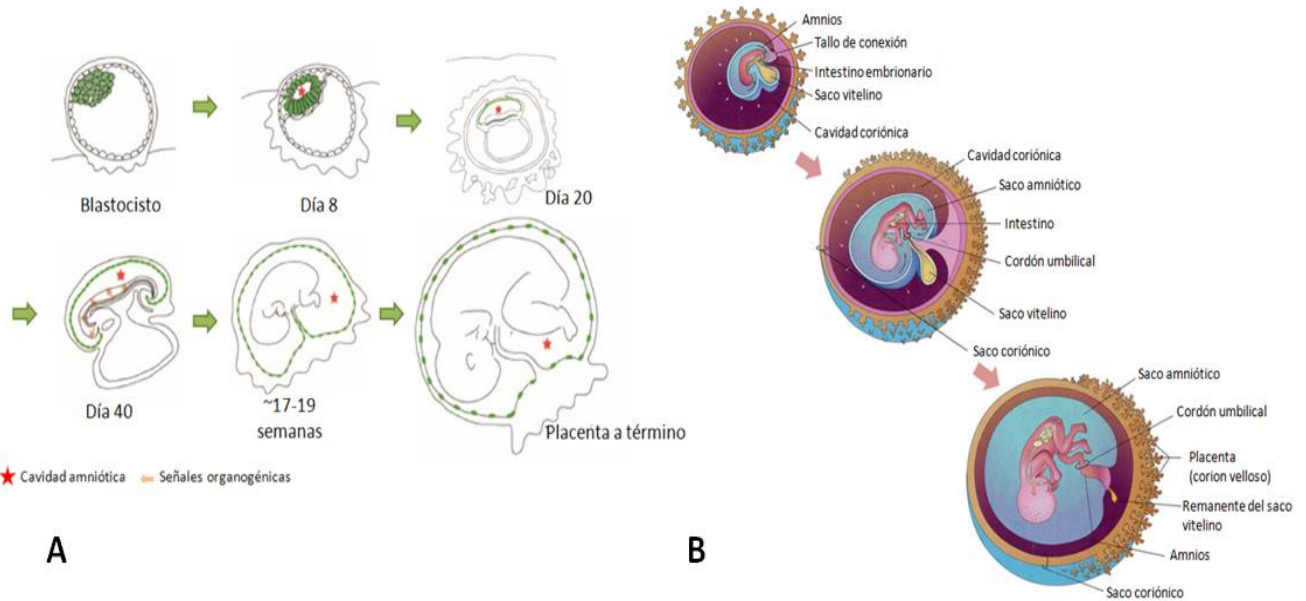 Blastocisto
Día 8
Día 20
Día 40
~17-19
semanas
Placenta a término
Cavidad amniótica
Señales organogénicas
A
Amnios
Tallo de conexión
Intestino embrionario
Saco vitelino
Cavidad coriónica
Cavidad coriónica
Saco amniótico
Intestino
Cordón umbilical
Saco vitelino
Saco coriónico
Saco amniótico
Cordón umbilical
Placenta
(corion velloso)
Remanente del saco
vitelino
Amnios
Saco coriónico
B